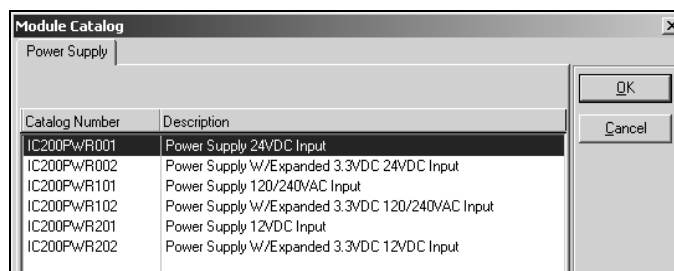 Module Catalog
Power Supply
OK
Cancel
Catalog Number Description
IC200PWR001 Power Supply 24VDC Input
IC200PWR002 Power Supply W/Expanded 3.3VDC 24VDC Input
IC200PWR101 Power Supply 120/240VAC Input
IC200PWR102 Power Supply W/Expanded 3.3VDC 120/240VAC Input
IC200PWR201 Power Supply 12VDC Input
IC200PWR202 Power Supply W/Expanded 3.3VDC 12VDC Input